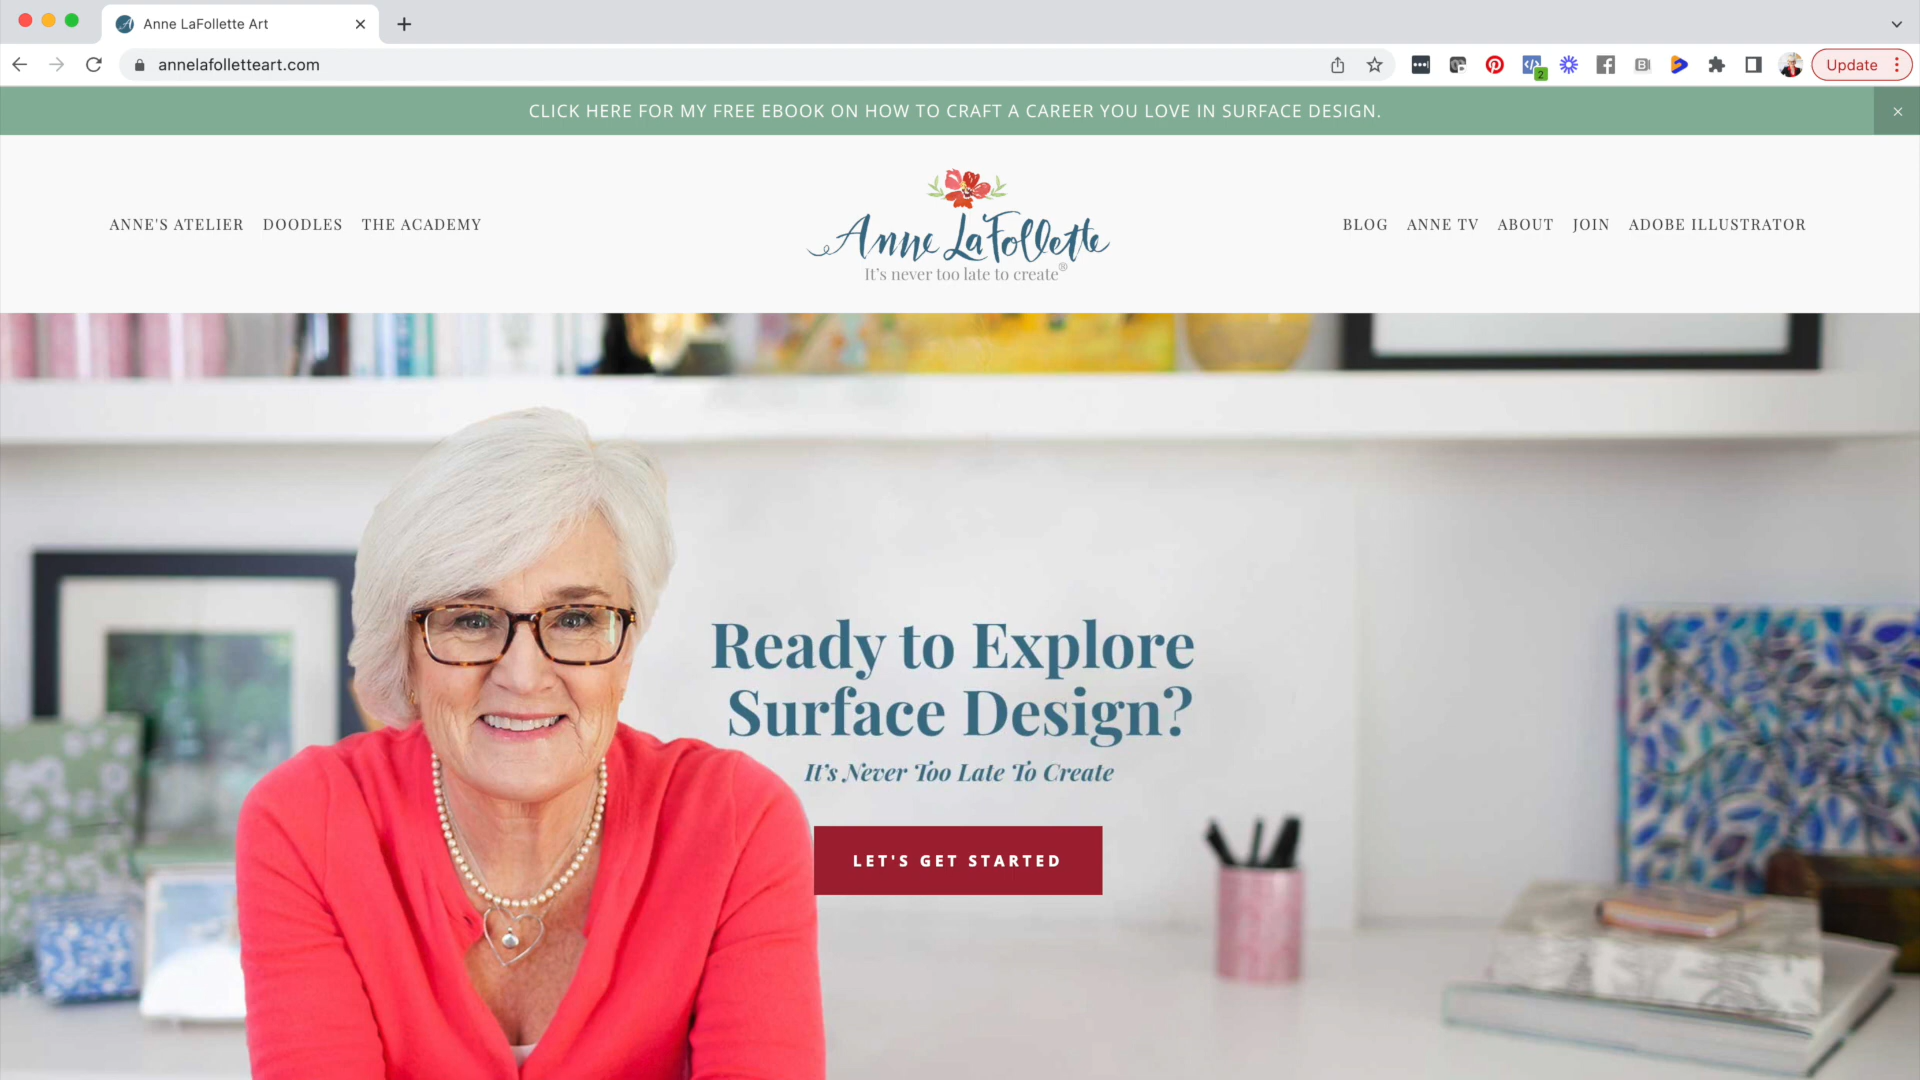 Anne LaFollette Art
annelafolletteart.com
2
Update
CLICK HERE FOR MY FREE EBOOK ON HOW TO CRAFT A CAREER YOU LOVE IN SURFACE DESIGN.
ANNE'S ATELIER DOODLES THE ACADEMY
Anne LaFollette
It's never too late to create®
BLOG ANNE TV ABOUT JOIN ADOBE ILLUSTRATOR
Ready to Explore
Surface Design?
It's Never Too Late To Create
LET'S GET STARTED